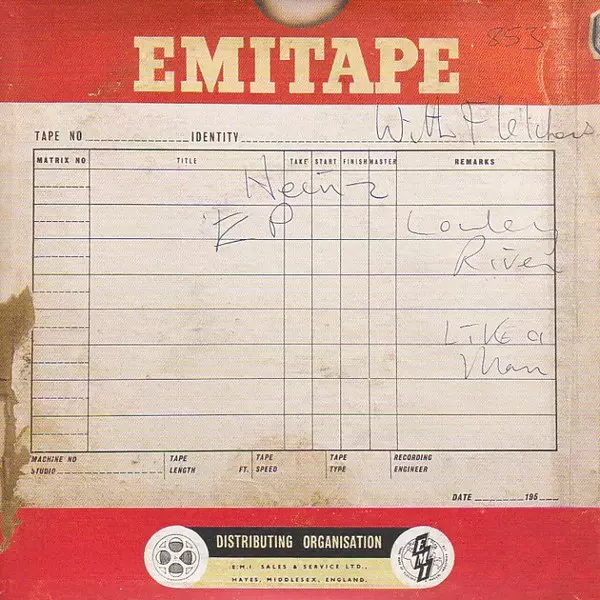 853
EMITAPE
With Fletchers
TAPE NO IDENTITY
MATRIX NO TITLE TAKE START FINISH MASTER REMARKS
Heinz
EP Lonley
River
Like a
Man
MACHINE NO TAPE TAPE TAPE RECORDING
STUDIO LENGTH FT. SPEED TYPE ENGINEER
DATE 195
DISTRIBUTING ORGANISATION
E.M.I SALES & SERVICE LTD.,
HAYES, MIDDLESEX, ENGLAND.
EMI